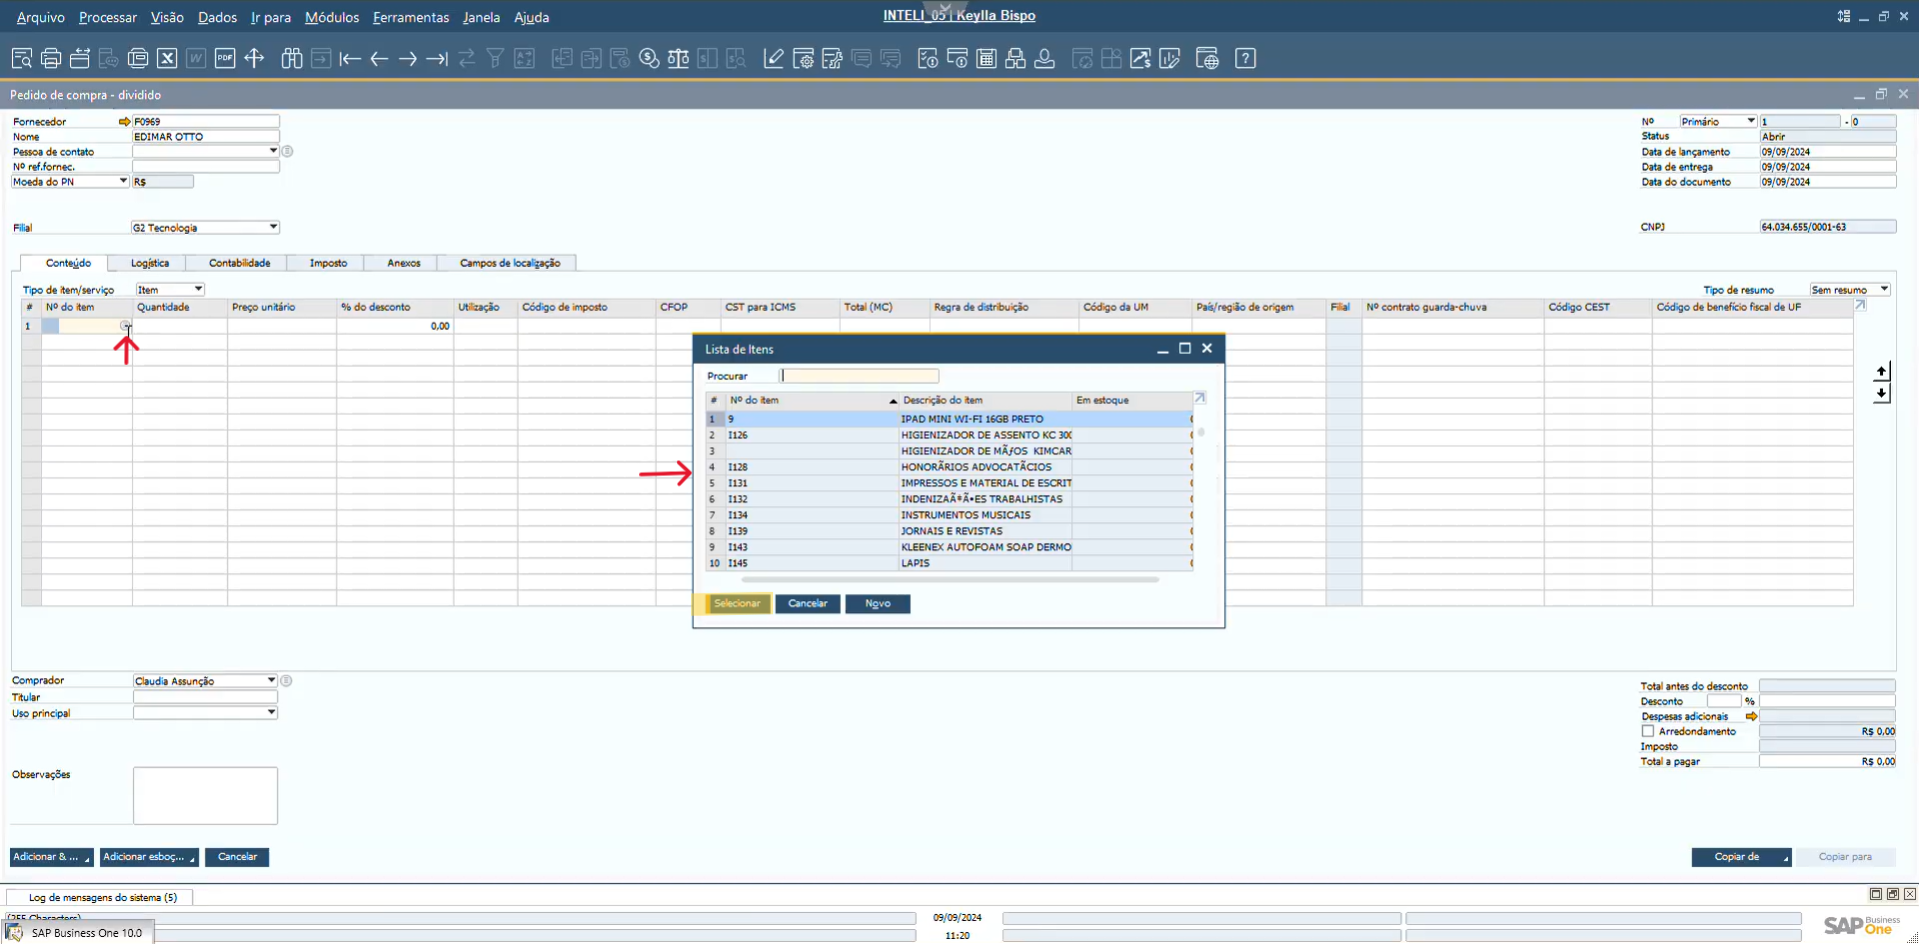 Arquivo Processar Visão Dados Ir para Módulos Ferramentas Janela Ajuda
INTELI_05 | Keylla Bispo
Pedido de compra - dividido
Fornecedor F0969
Nome EDIMAR OTTO
Pessoa de contato
Nº ref.fornec.
Moeda do PN R$
Filial G2 Tecnologia
Nº Primário 1 - 0
Status Abrir
Data de lançamento 09/09/2024
Data de entrega 09/09/2024
Data do documento 09/09/2024
CNPJ 64.034.655/0001-63
Conteúdo Logística Contabilidade Imposto Anexos Campos de localização
Tipo de item/serviço Item
Tipo de resumo Sem resumo
# Nº do item Quantidade Preço unitário % do desconto Utilização Código de imposto CFOP CST para ICMS Total (MC) Regra de distribuição Código da UM País/região de origem Filial Nº contrato guarda-chuva Código CEST Código de benefício fiscal de UF
1 0,00
Lista de Itens
Procurar
# Nº do item Descrição do item Em estoque
1 9 IPAD MINI WI-FI 16GB PRETO
2 I126 HIGIENIZADOR DE ASSENTO KC 300
3 HIGIENIZADOR DE MÃƒOS KIMCAR
4 I128 HONORÃRIOS ADVOCATÃCIOS
5 I131 IMPRESSOS E MATERIAL DE ESCRIT
6 I132 INDENIZAÃ‡Ã•ES TRABALHISTAS
7 I134 INSTRUMENTOS MUSICAIS
8 I139 JORNAIS E REVISTAS
9 I143 KLEENEX AUTOFOAM SOAP DERMO
10 I145 LAPIS
Selecionar Cancelar Novo
Comprador Claudia Assunção
Titular
Uso principal
Observações
Total antes do desconto
Desconto %
Despesas adicionais
Arredondamento R$ 0,00
Imposto
Total a pagar R$ 0,00
Adicionar & ... Adicionar esboç... Cancelar
Copiar de Copiar para
Log de mensagens do sistema (5)
(255 Characters)
09/09/2024
11:20
SAP Business One 10.0
SAP Business One